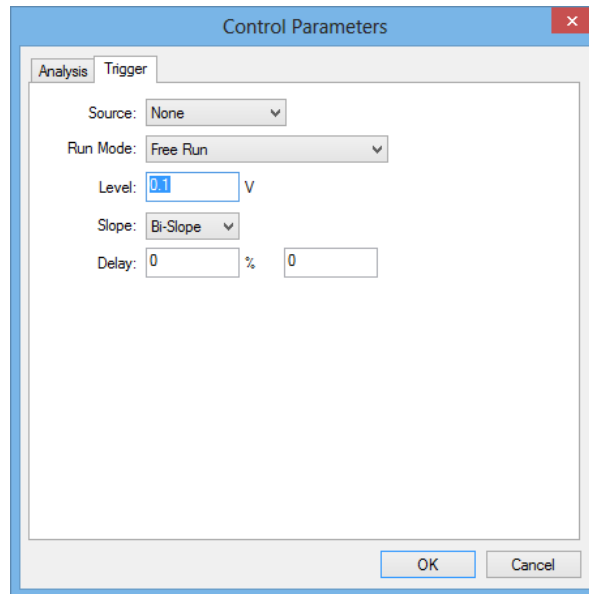 Control Parameters
Analysis Trigger
Source: None
Run Mode: Free Run
Level: 0.1 V
Slope: Bi-Slope
Delay: 0 % 0
OK Cancel